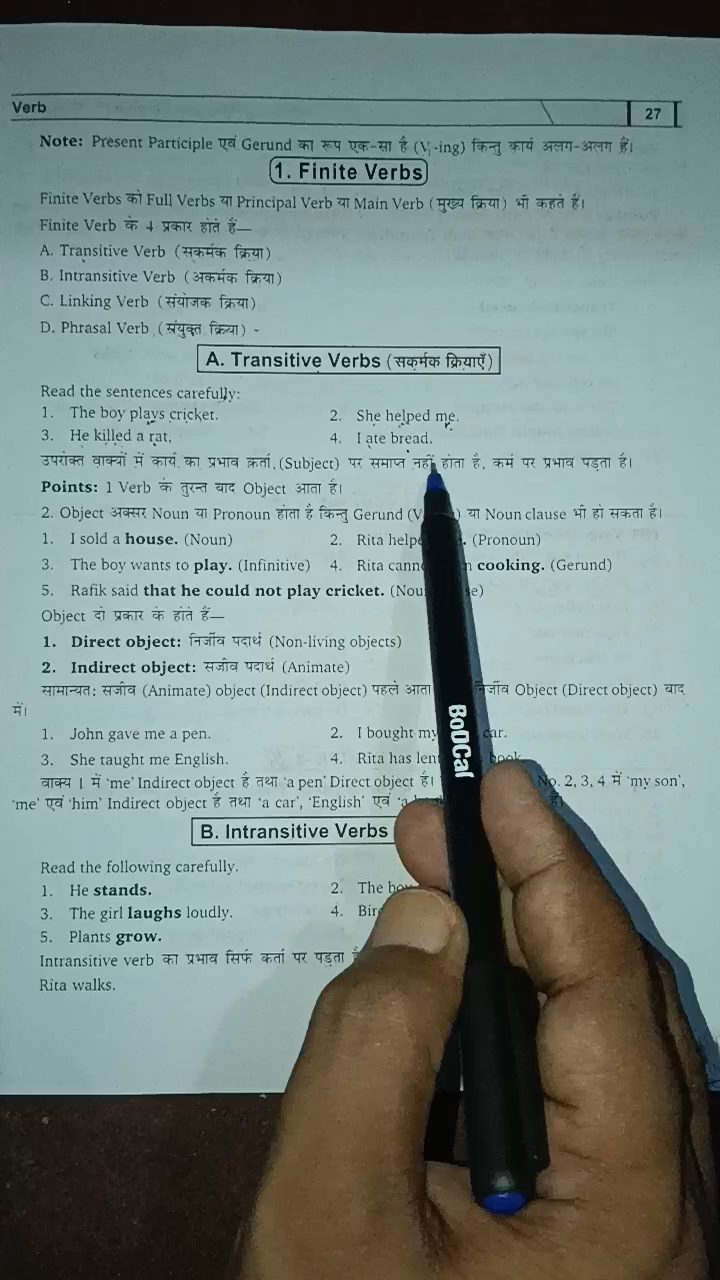 Verb 27
Note: Present Participle एवं Gerund का रूप एक-सा है (V₁-ing) किन्तु कार्य अलग-अलग हैं।
1. Finite Verbs
Finite Verbs को Full Verbs या Principal Verb या Main Verb (मुख्य क्रिया) भी कहते हैं।
Finite Verb के 4 प्रकार होते हैं—
A. Transitive Verb (सकर्मक क्रिया)
B. Intransitive Verb (अकर्मक क्रिया)
C. Linking Verb (संयोजक क्रिया)
D. Phrasal Verb (संयुक्त क्रिया) -
A. Transitive Verbs (सकर्मक क्रियाएँ)
Read the sentences carefully:
1. The boy plays cricket. 2. She helped me.
3. He killed a rat. 4. I ate bread.
उपरोक्त वाक्यों में कार्य का प्रभाव कर्ता (Subject) पर समाप्त नहीं होता है, कर्म पर प्रभाव पड़ता है।
Points: 1 Verb के तुरन्त बाद Object आता है।
2. Object अक्सर Noun या Pronoun होता है किन्तु Gerund या Noun clause भी हो सकता है।
1. I sold a house. (Noun) 2. Rita (Pronoun)
3. The boy wants to play. (Infinitive) 4. Rita cooking. (Gerund)
5. Rafik said that he could not play cricket.
Object दो प्रकार के होते हैं—
1. Direct object: निर्जीव पदार्थ (Non-living objects)
2. Indirect object: सजीव पदार्थ (Animate)
सामान्यत: सजीव (Animate) object (Indirect object) पहले आता निर्जीव Object (Direct object) बाद
में।
1. John gave me a pen. 2. I bought my car.
3. She taught me English. 4. Rita has book.
वाक्य 1 में 'me' Indirect object है तथा 'a pen' Direct object है। No. 2, 3, 4 में 'my son',
'me' एवं 'him' Indirect object है तथा 'a car', 'English' एवं
B. Intransitive Verbs
Read the following carefully.
1. He stands. 2. The
3. The girl laughs loudly. 4.
5. Plants grow.
Intransitive verb का प्रभाव सिर्फ कर्ता पर पड़ता
Rita walks.
BoOCal